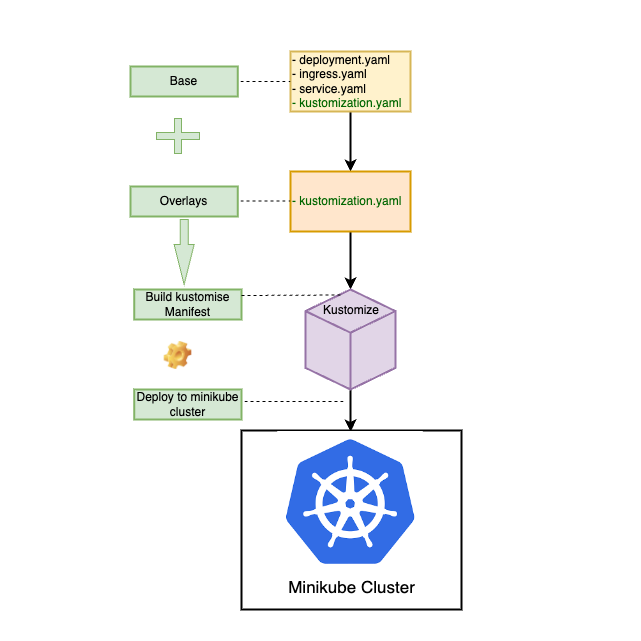 Base
- deployment.yaml
- ingress.yaml
- service.yaml
- kustomization.yaml
Overlays
- kustomization.yaml
Build kustomise
Manifest
Kustomize
Deploy to minikube
cluster
Minikube Cluster